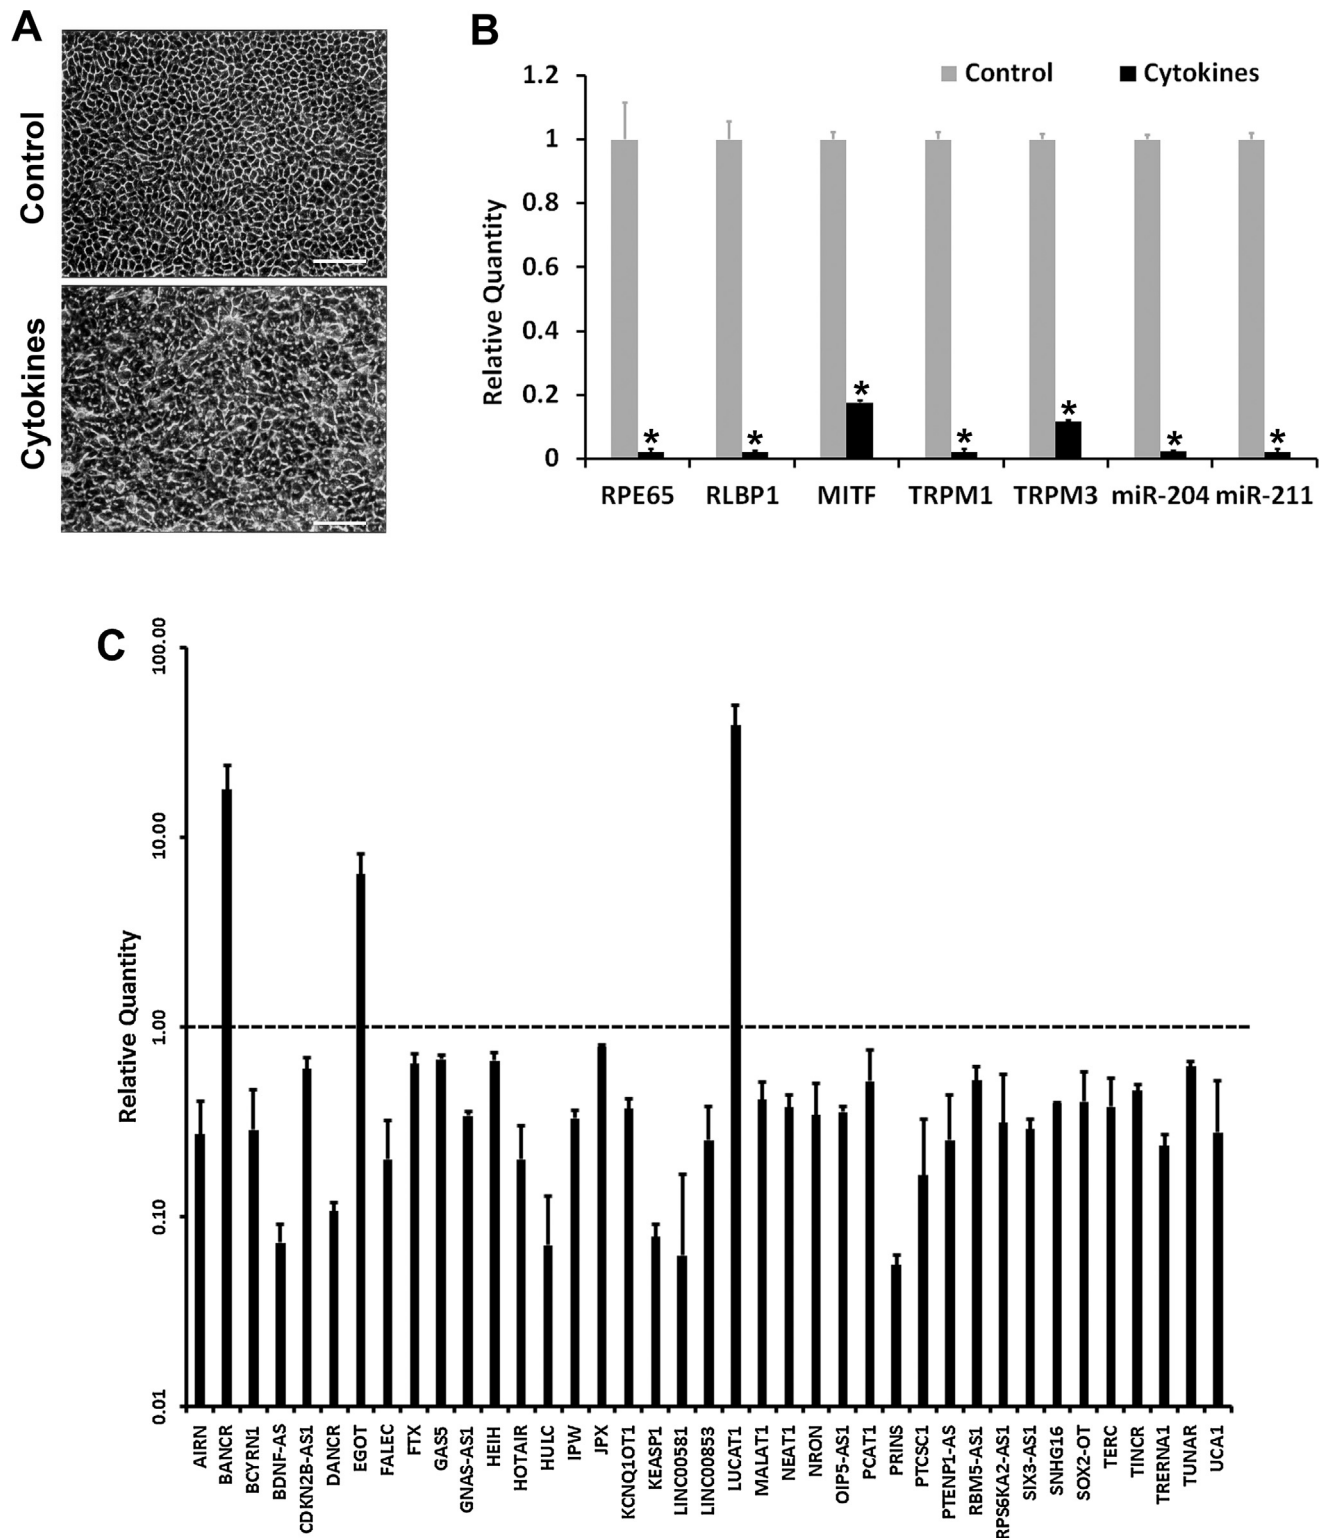 A
Control
Cytokines
B
Control Cytokines
Relative Quantity
1.2
1
0.8
0.6
0.4
0.2
0
* * * * * * *
RPE65 RLBP1 MITF TRPM1 TRPM3 miR-204 miR-211
C
Relative Quantity
100.00
10.00
1.00
0.10
0.01
AIRN
BANCR
BCYRN1
BDNF-AS
CDKN2B-AS1
DANCR
EGOT
FALEC
FTX
GAS5
GNAS-AS1
HEIH
HOTAIR
HULC
IPW
JPX
KCNQ1OT1
KEASP1
LINC00581
LINC00853
LUCAT1
MALAT1
NEAT1
NRON
OIP5-AS1
PCAT1
PRINS
PTCSC1
PTENP1-AS
RBM5-AS1
RPS6KA2-AS1
SIX3-AS1
SNHG16
SOX2-OT
TERC
TINCR
TRERNA1
TUNAR
UCA1